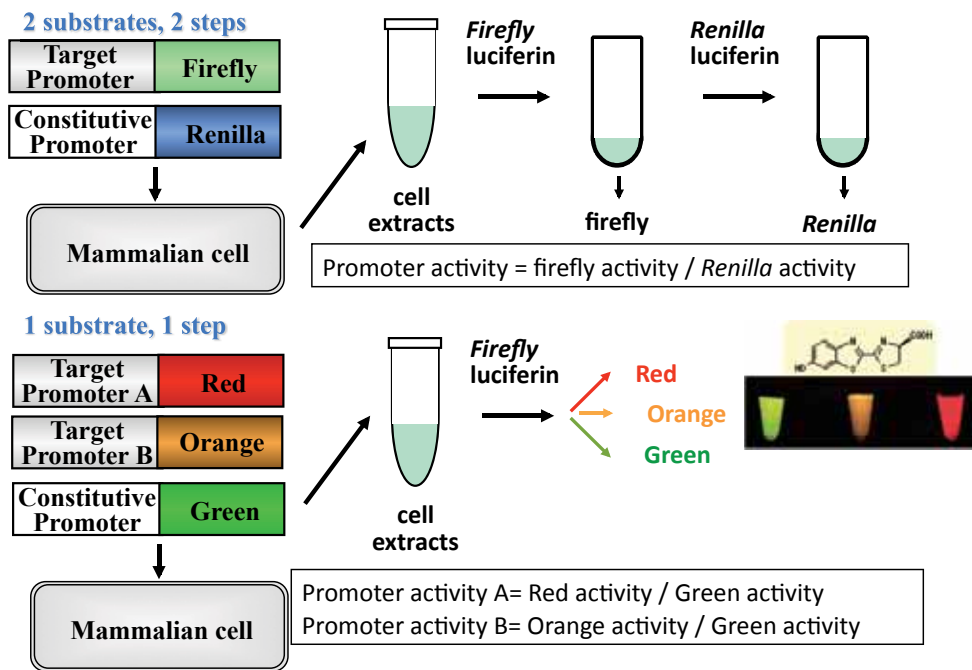 2 substrates, 2 steps
Target
Promoter
Firefly
Constitutive
Promoter
Renilla
Mammalian cell
cell
extracts
Firefly
luciferin
firefly
Renilla
luciferin
Renilla
Promoter activity = firefly activity / Renilla activity
1 substrate, 1 step
Target
Promoter A
Red
Target
Promoter B
Orange
Constitutive
Promoter
Green
Mammalian cell
cell
extracts
Firefly
luciferin
Red
Orange
Green
HO
N
S
N
S
COOH
Promoter activity A= Red activity / Green activity
Promoter activity B= Orange activity / Green activity